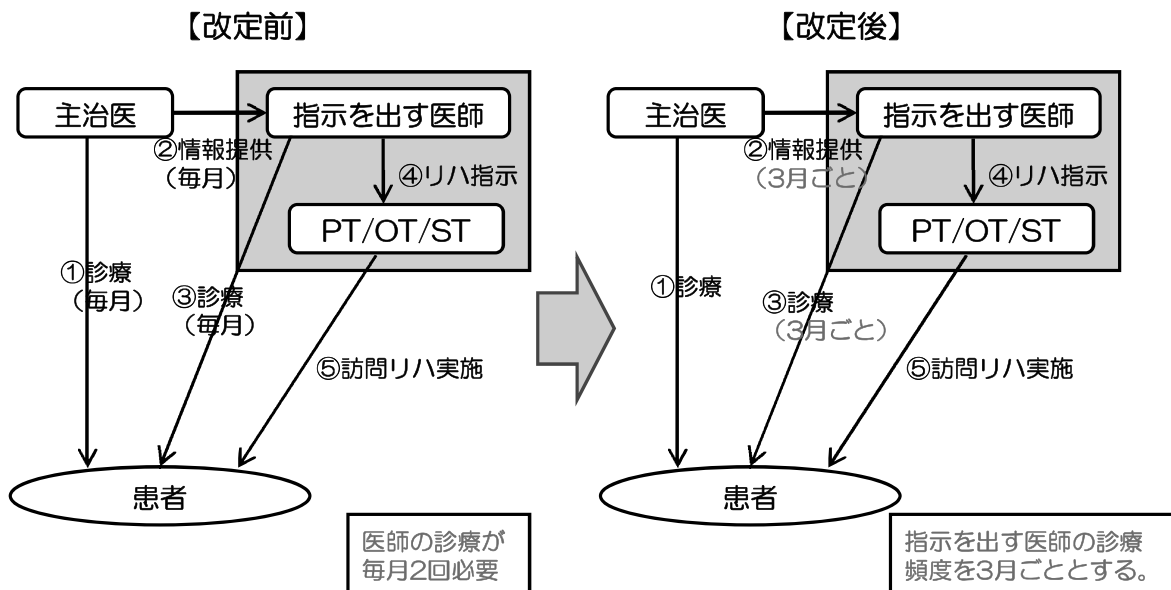 【改定前】
主治医
指示を出す医師
②情報提供
（毎月）
④リハ指示
PT/OT/ST
①診療
（毎月）
③診療
（毎月）
⑤訪問リハ実施
患者
医師の診療が
毎月2回必要
【改定後】
主治医
指示を出す医師
②情報提供
（3月ごと）
④リハ指示
PT/OT/ST
①診療
③診療
（3月ごと）
⑤訪問リハ実施
患者
指示を出す医師の診療
頻度を3月ごととする。